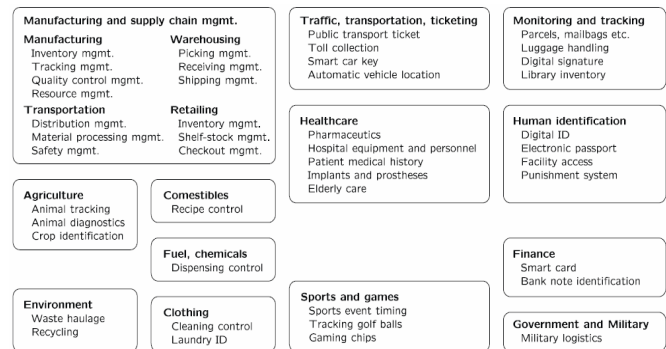 Manufacturing and supply chain mgmt.
Manufacturing
Inventory mgmt.
Tracking mgmt.
Quality control mgmt.
Resource mgmt.
Warehousing
Picking mgmt.
Receiving mgmt.
Shipping mgmt.
Transportation
Distribution mgmt.
Material processing mgmt.
Safety mgmt.
Retailing
Inventory mgmt.
Shelf-stock mgmt.
Checkout mgmt.
Traffic, transportation, ticketing
Public transport ticket
Toll collection
Smart car key
Automatic vehicle location
Monitoring and tracking
Parcels, mailbags etc.
Luggage handling
Digital signature
Library inventory
Healthcare
Pharmaceutics
Hospital equipment and personnel
Patient medical history
Implants and prostheses
Elderly care
Human identification
Digital ID
Electronic passport
Facility access
Punishment system
Agriculture
Animal tracking
Animal diagnostics
Crop identification
Comestibles
Recipe control
Fuel, chemicals
Dispensing control
Finance
Smart card
Bank note identification
Environment
Waste haulage
Recycling
Clothing
Cleaning control
Laundry ID
Sports and games
Sports event timing
Tracking golf balls
Gaming chips
Government and Military
Military logistics